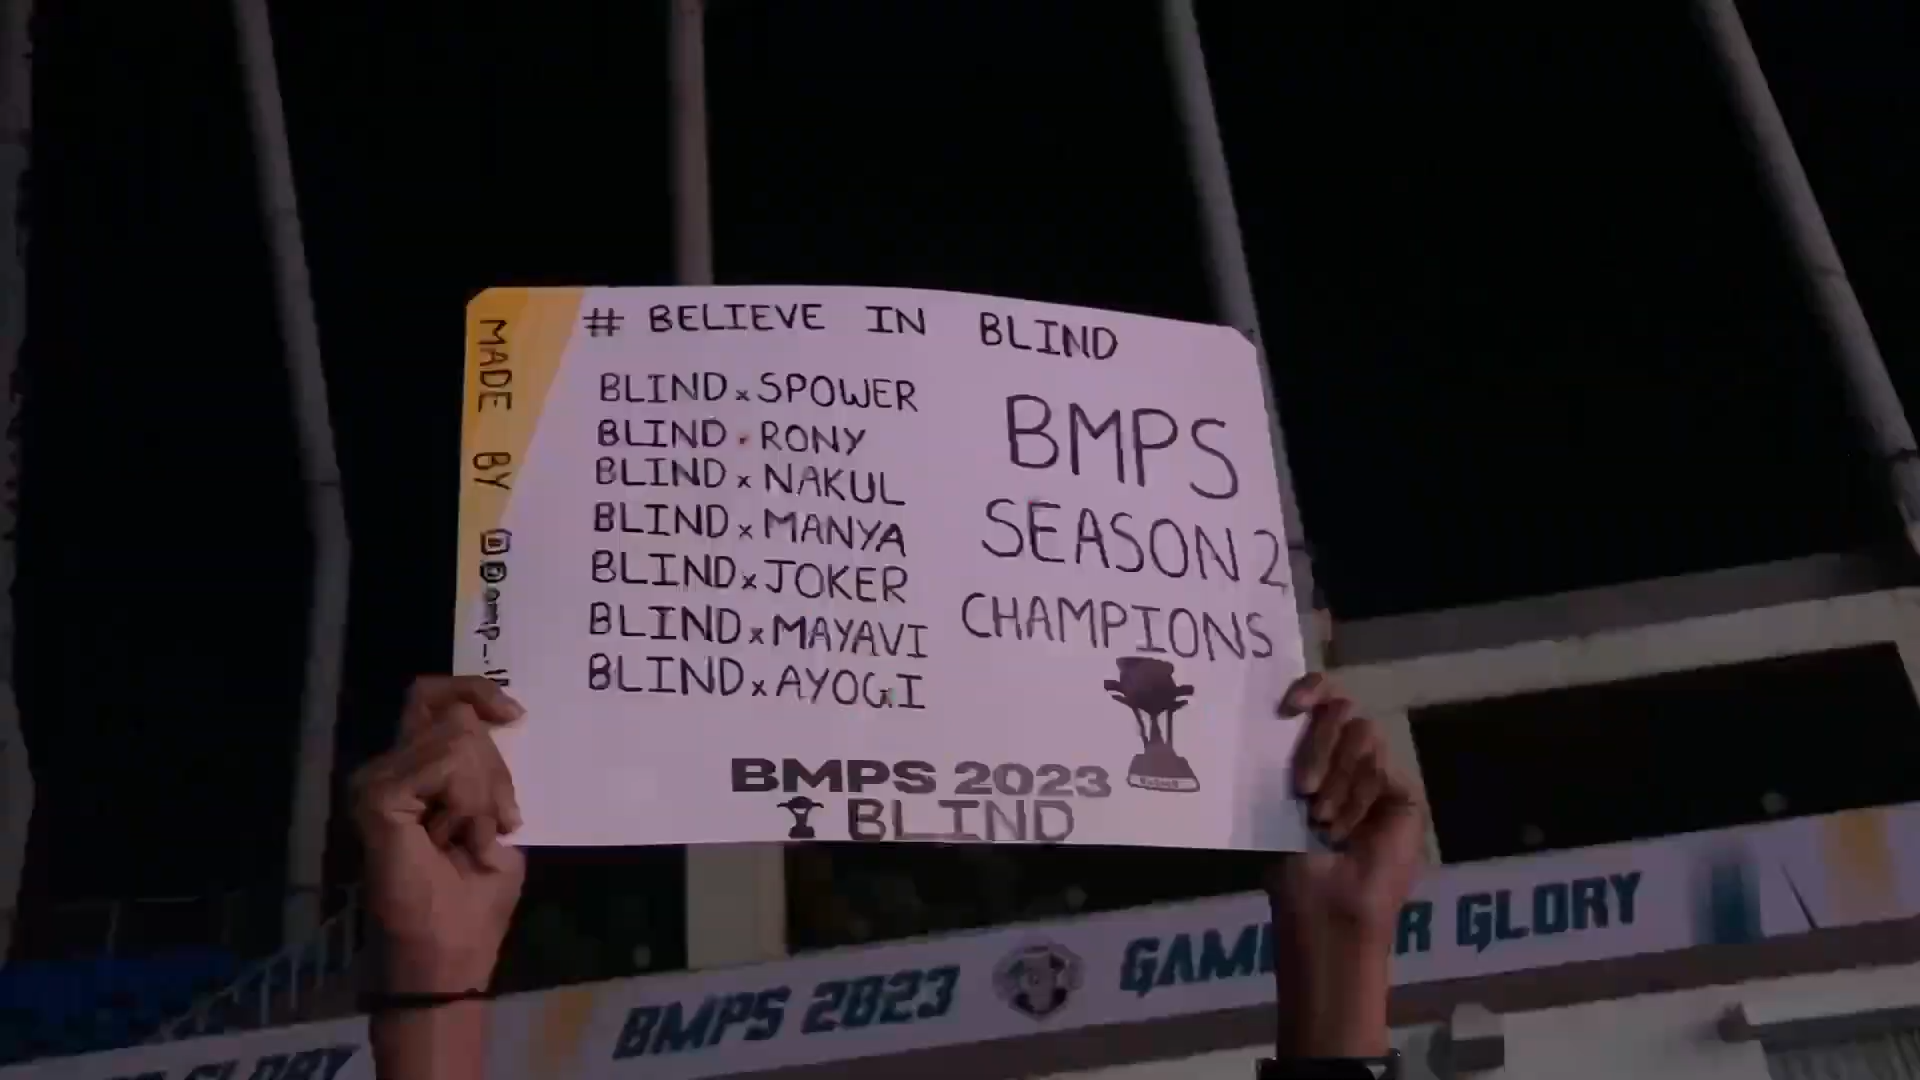 # BELIEVE IN BLIND
BLIND x SPOWER
BLIND . RONY
BLIND x NAKUL
BLIND x MANYA
BLIND x JOKER
BLIND x MAYAVI
BLIND x AYOGI
BMPS
SEASON 2
CHAMPIONS
BMPS 2023
BLIND
MADE BY
BMPS 2023
GLORY
GLORY